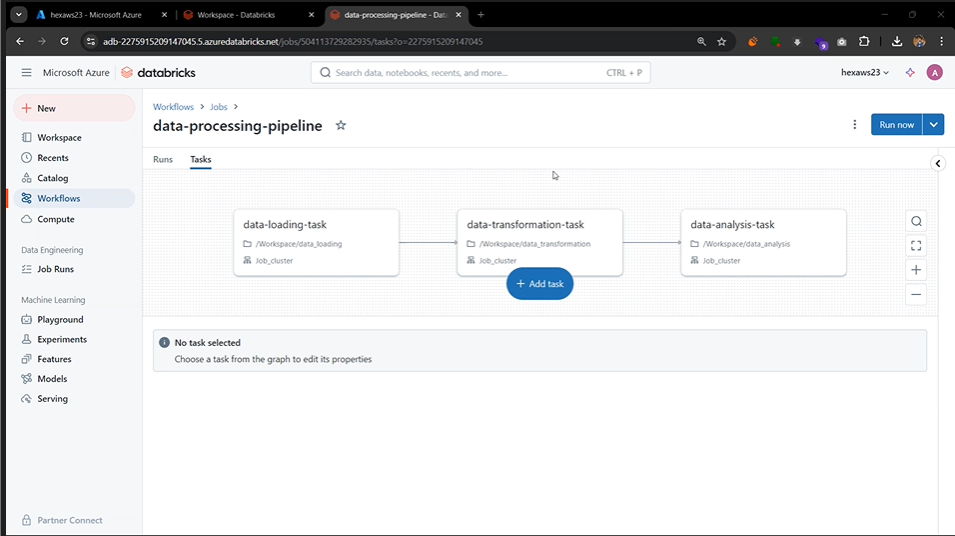 hexaws23 - Microsoft Azure
Workspace - Databricks
data-processing-pipeline - Dat
adb-2275915209147045.5.azuredatabricks.net/jobs/504113729282935/tasks?o=2275915209147045
9
Microsoft Azure
databricks
Search data, notebooks, recents, and more...
CTRL + P
hexaws23
A
New
Workspace
Recents
Catalog
Workflows
Compute
Data Engineering
Job Runs
Machine Learning
Playground
Experiments
Features
Models
Serving
Partner Connect
Workflows > Jobs >
data-processing-pipeline
Run now
Runs
Tasks
data-loading-task
/Workspace/data_loading
Job_cluster
data-transformation-task
/Workspace/data_transformation
Job_cluster
data-analysis-task
/Workspace/data_analysis
Job_cluster
+ Add task
No task selected
Choose a task from the graph to edit its properties